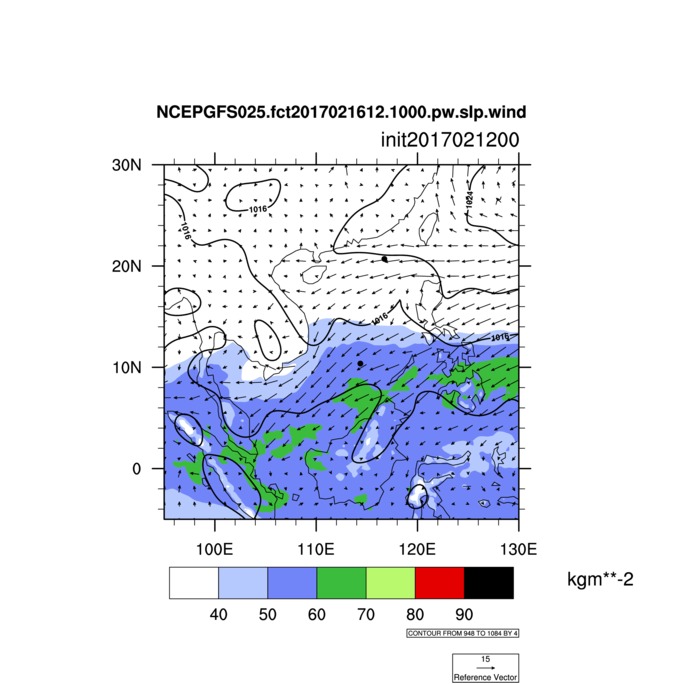 NCEPGFS025.fct2017021612.1000.pw.slp.wind
init2017021200
30N
1016
1024
1016
20N
1016
1016
10N
0
100E
110E
120E
130E
kgm**-2
40
50
60
70
80
90
CONTOUR FROM 948 TO 1084 BY 4
15
Reference Vector